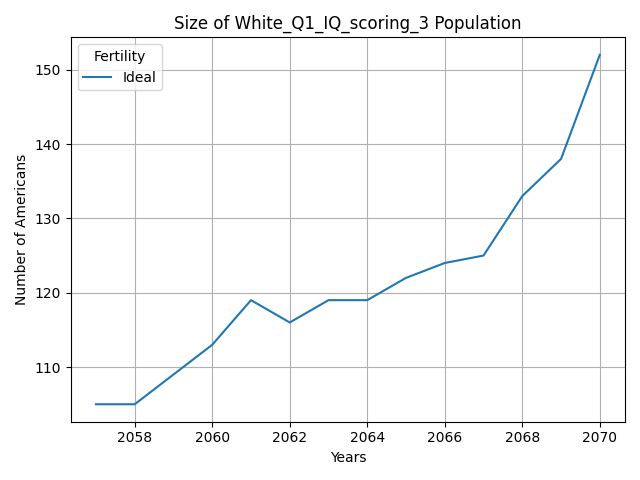 Size of White_Q1_IQ_scoring_3 Population
Fertility
Ideal
Number of Americans
150
140
130
120
110
2058 2060 2062 2064 2066 2068 2070
Years